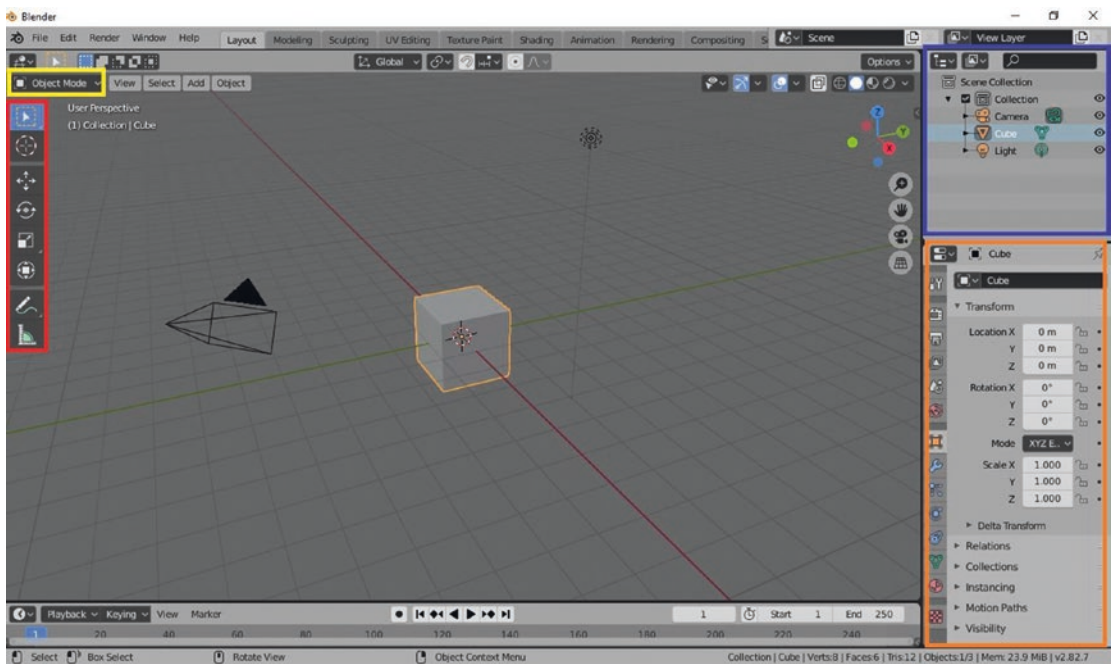 Blender
File Edit Render Window Help Layout Modeling Sculpting UV Editing Texture Paint Shading Animation Rendering Compositing S Scene View Layer
Global Options
Object Mode View Select Add Object
User Perspective
(1) Collection | Cube
Z
Y
X
Scene Collection
Collection
Camera
Cube
Light
Cube
Cube
Transform
Location X 0 m
Y 0 m
Z 0 m
Rotation X 0°
Y 0°
Z 0°
Mode XYZ E..
Scale X 1.000
Y 1.000
Z 1.000
Delta Transform
Relations
Collections
Instancing
Motion Paths
Visibility
Playback Keying View Marker 1 Start 1 End 250
1 20 40 60 80 100 120 140 160 180 200 220 240
Select Box Select Rotate View Object Context Menu Collection | Cube | Verts:8 | Faces:6 | Tris:12 | Objects:1/3 | Mem: 23.9 MiB | v2.82.7